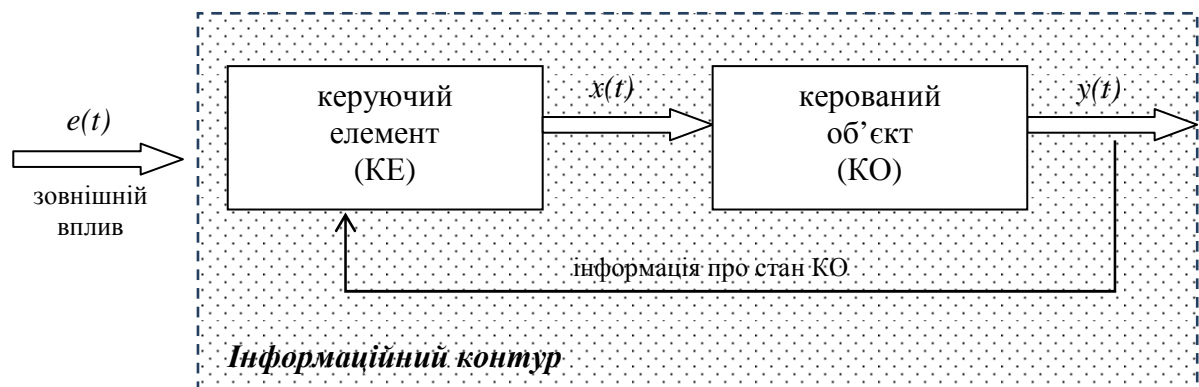 e(t)
зовнішній
вплив
керуючий
елемент
(КЕ)
x(t)
керований
об’єкт
(КО)
y(t)
інформація про стан КО
Інформаційний контур